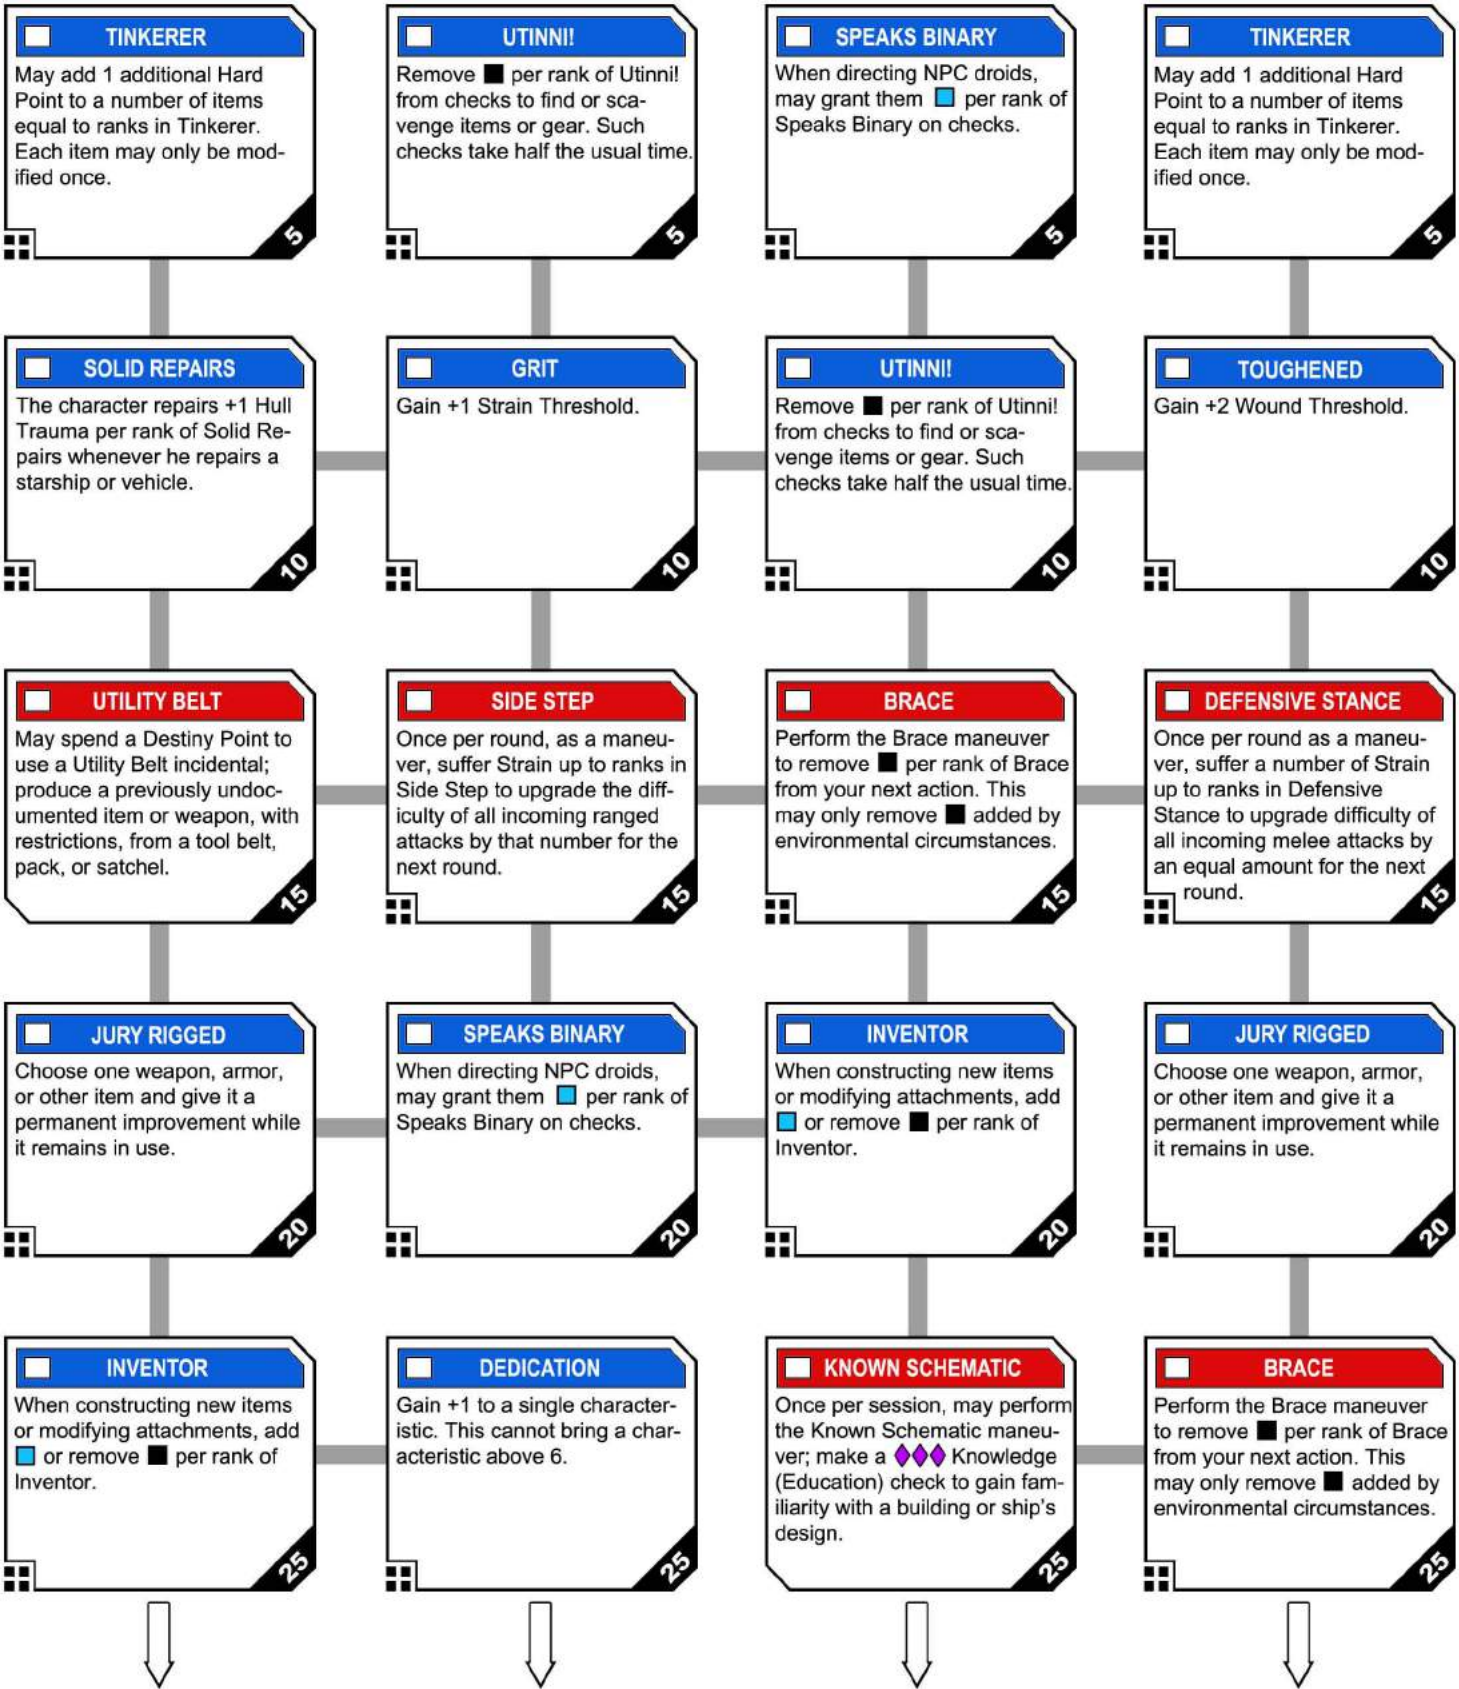 TINKERER
May add 1 additional Hard
Point to a number of items
equal to ranks in Tinkerer.
Each item may only be mod-
ified once.
5
UTINNI!
Remove per rank of Utinni!
from checks to find or sca-
venge items or gear. Such
checks take half the usual time.
5
SPEAKS BINARY
When directing NPC droids,
may grant them per rank of
Speaks Binary on checks.
5
TINKERER
May add 1 additional Hard
Point to a number of items
equal to ranks in Tinkerer.
Each item may only be mod-
ified once.
5
SOLID REPAIRS
The character repairs +1 Hull
Trauma per rank of Solid Re-
pairs whenever he repairs a
starship or vehicle.
10
GRIT
Gain +1 Strain Threshold.
10
UTINNI!
Remove per rank of Utinni!
from checks to find or sca-
venge items or gear. Such
checks take half the usual time.
10
TOUGHENED
Gain +2 Wound Threshold.
10
UTILITY BELT
May spend a Destiny Point to
use a Utility Belt incidental;
produce a previously undoc-
umented item or weapon, with
restrictions, from a tool belt,
pack, or satchel.
15
SIDE STEP
Once per round, as a maneu-
ver, suffer Strain up to ranks in
Side Step to upgrade the diff-
iculty of all incoming ranged
attacks by that number for the
next round.
15
BRACE
Perform the Brace maneuver
to remove per rank of Brace
from your next action. This
may only remove added by
environmental circumstances.
15
DEFENSIVE STANCE
Once per round as a maneu-
ver, suffer a number of Strain
up to ranks in Defensive
Stance to upgrade difficulty of
all incoming melee attacks by
an equal amount for the next
round.
15
JURY RIGGED
Choose one weapon, armor,
or other item and give it a
permanent improvement while
it remains in use.
20
SPEAKS BINARY
When directing NPC droids,
may grant them per rank of
Speaks Binary on checks.
20
INVENTOR
When constructing new items
or modifying attachments, add
or remove per rank of
Inventor.
20
JURY RIGGED
Choose one weapon, armor,
or other item and give it a
permanent improvement while
it remains in use.
20
INVENTOR
When constructing new items
or modifying attachments, add
or remove per rank of
Inventor.
25
DEDICATION
Gain +1 to a single character-
istic. This cannot bring a char-
acteristic above 6.
25
KNOWN SCHEMATIC
Once per session, may perform
the Known Schematic maneu-
ver; make a Knowledge
(Education) check to gain fam-
iliarity with a building or ship's
design.
25
BRACE
Perform the Brace maneuver
to remove per rank of Brace
from your next action. This
may only remove added by
environmental circumstances.
25